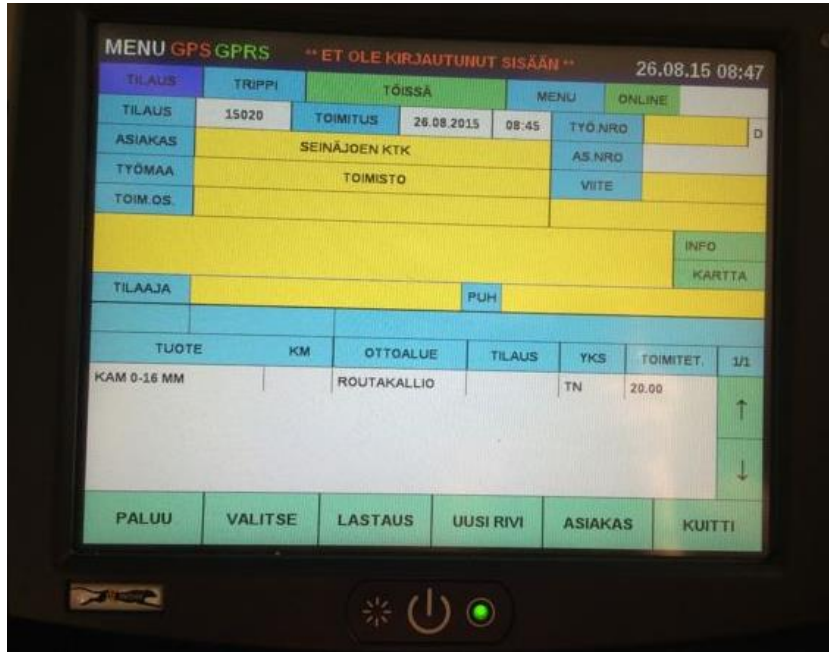 MENU GPS GPRS ** ET OLE KIRJAUTUNUT SISÄÄN ** 26.08.15 08:47
TILAUS TRIPPI TÖISSÄ MENU ONLINE
TILAUS 15020 TOIMITUS 26.08.2015 08:45 TYÖ.NRO D
ASIAKAS SEINÄJOEN KTK AS.NRO
TYÖMAA TOIMISTO VIITE
TOIM.OS.
INFO
KARTTA
TILAAJA PUH
TUOTE KM OTTOALUE TILAUS YKS TOIMITET. 1/1
KAM 0-16 MM ROUTAKALLIO TN 20.00
↑
↓
PALUU VALITSE LASTAUS UUSI RIVI ASIAKAS KUITTI